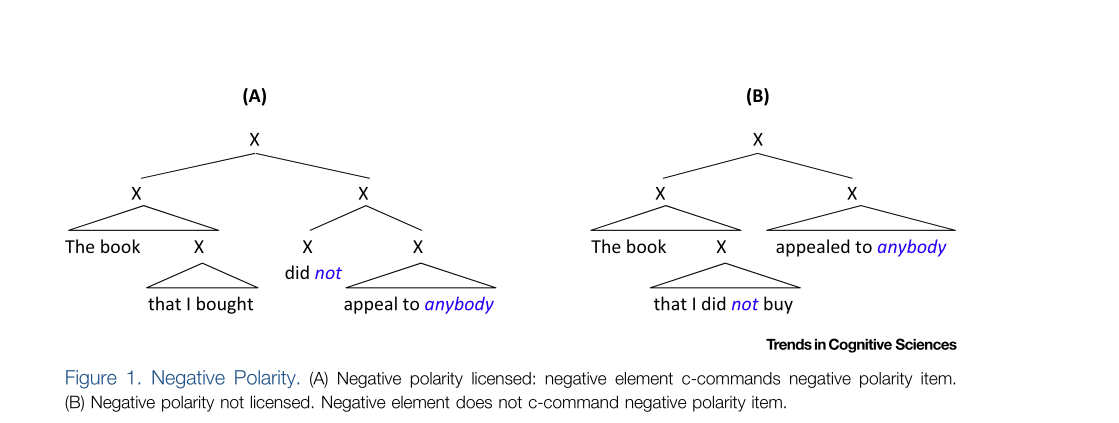 (A) (B)
X X
X X X X
The book X X X The book X appealed to anybody
did not
that I bought appeal to anybody that I did not buy
Trends in Cognitive Sciences
Figure 1. Negative Polarity. (A) Negative polarity licensed: negative element c-commands negative polarity item.
(B) Negative polarity not licensed. Negative element does not c-command negative polarity item.